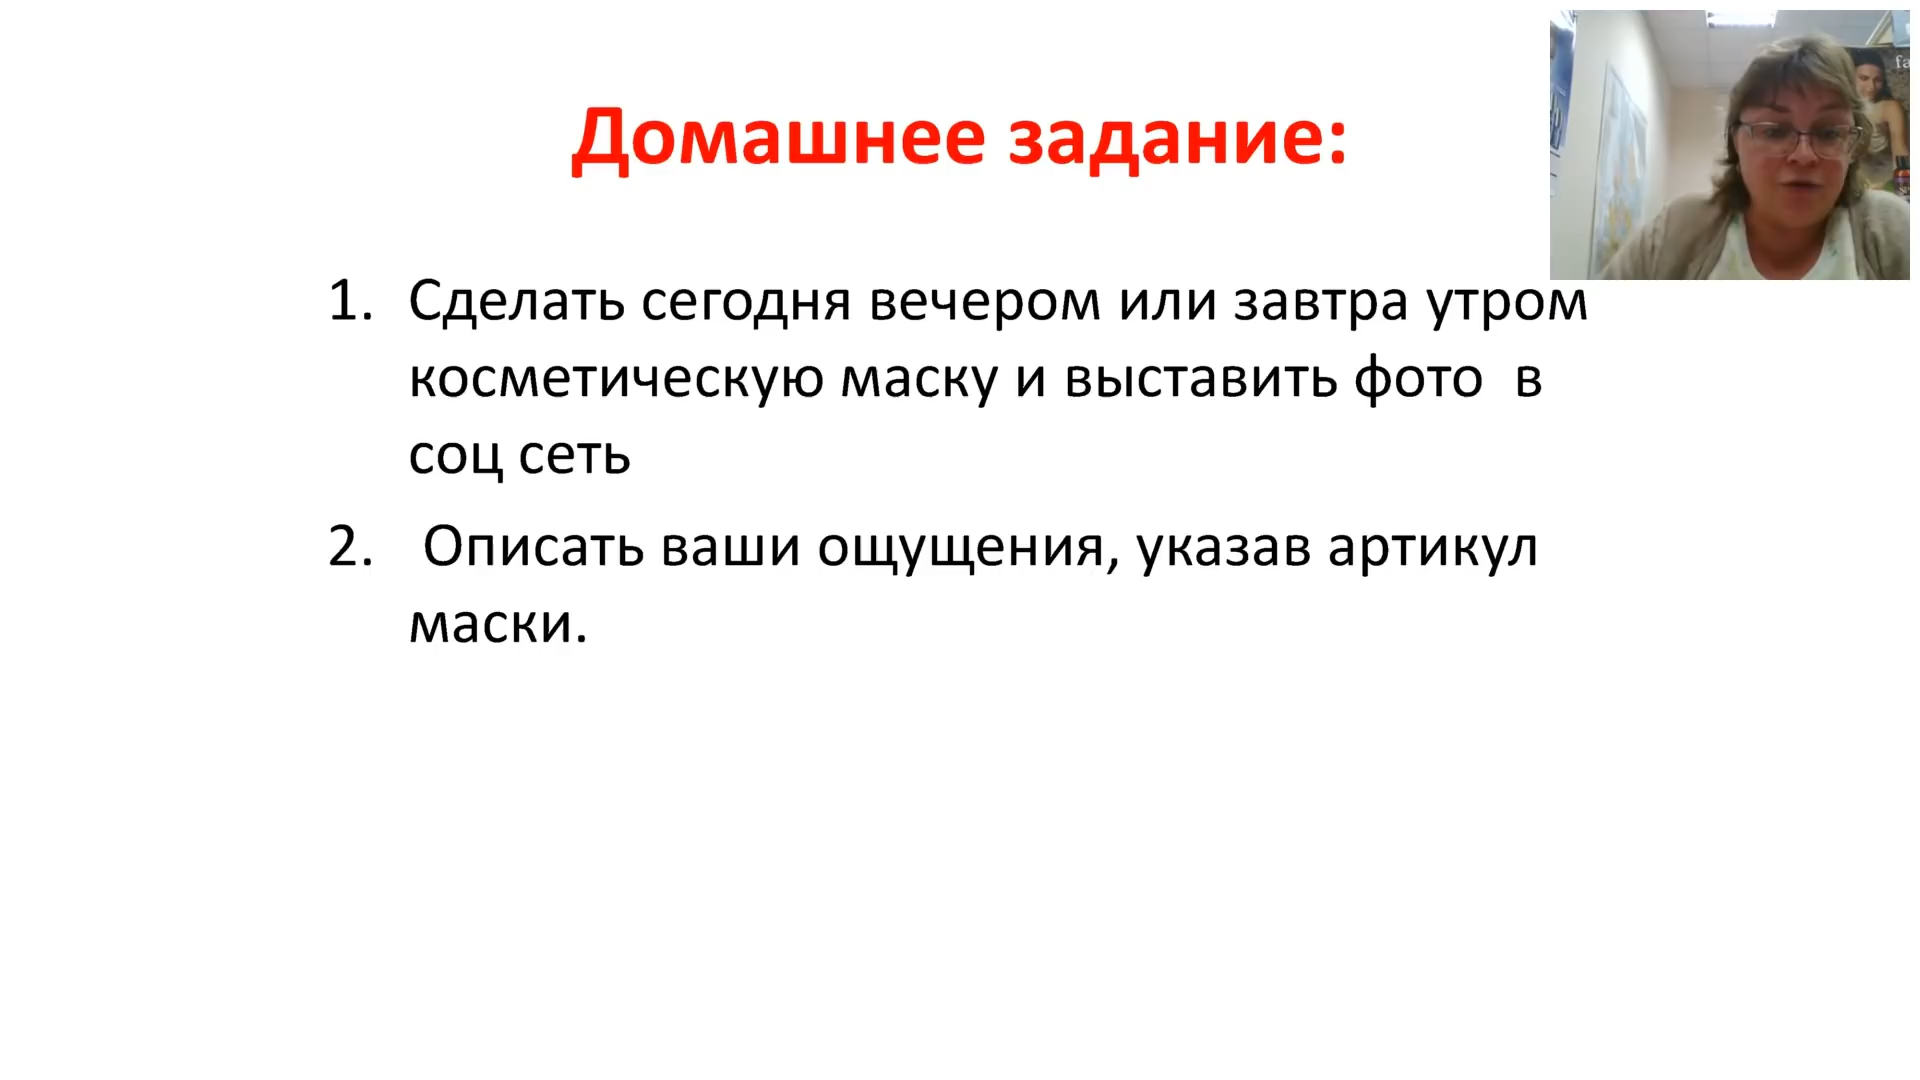 Домашнее задание:
1. Сделать сегодня вечером или завтра утром
косметическую маску и выставить фото  в
соц сеть
2. Описать ваши ощущения, указав артикул
маски.
fa